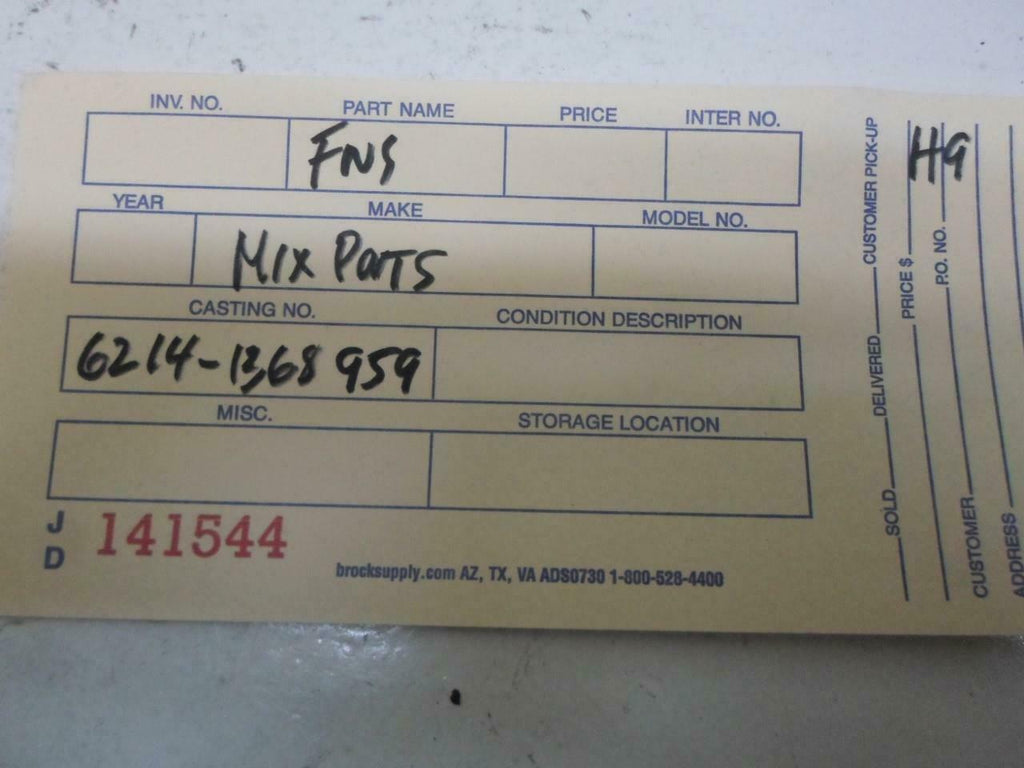 INV. NO. PART NAME PRICE INTER NO.
FNS
YEAR MAKE MODEL NO.
MIX PARTS
CASTING NO. CONDITION DESCRIPTION
6214-1368 959
MISC. STORAGE LOCATION
JD 141544
brocksupply.com AZ, TX, VA ADS0730 1-800-528-4400
SOLD DELIVERED CUSTOMER PICK-UP
PRICE $
H9
P.O. NO.
CUSTOMER
ADDRESS